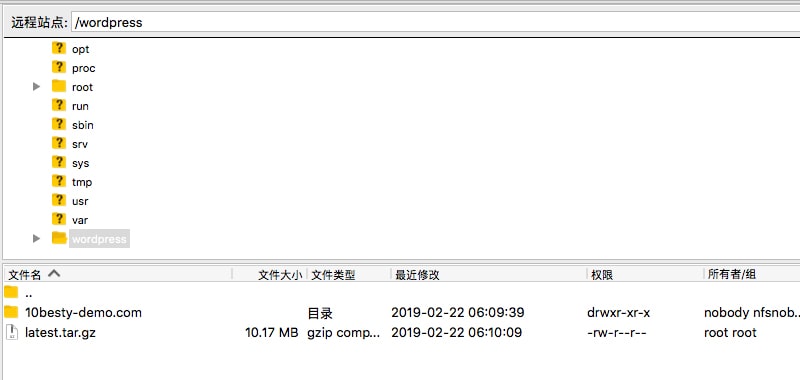 远程站点: /wordpress
opt
proc
root
run
sbin
srv
sys
tmp
usr
var
wordpress
文件名 文件大小 文件类型 最近修改 权限 所有者/组
..
10besty-demo.com 目录 2019-02-22 06:09:39 drwxr-xr-x nobody nfsnob...
latest.tar.gz 10.17 MB gzip comp... 2019-02-22 06:10:09 -rw-r--r-- root root